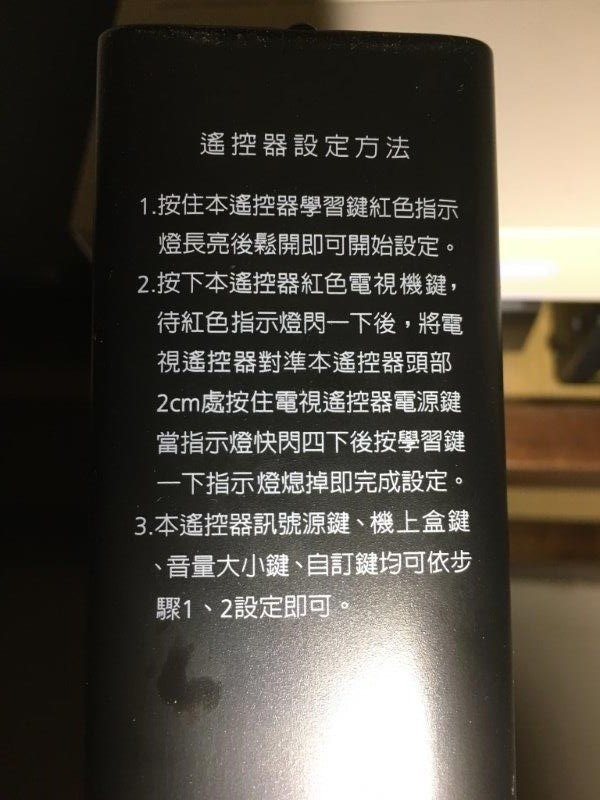 遙控器設定方法
1.按住本遙控器學習鍵紅色指示
燈長亮後鬆開即可開始設定。
2.按下本遙控器紅色電視機鍵，
待紅色指示燈閃一下後，將電
視遙控器對準本遙控器頭部
2cm處按住電視遙控器電源鍵
當指示燈快閃四下後按學習鍵
一下指示燈熄掉即完成設定。
3.本遙控器訊號源鍵、機上盒鍵
、音量大小鍵、自訂鍵均可依步
驟1、2設定即可。